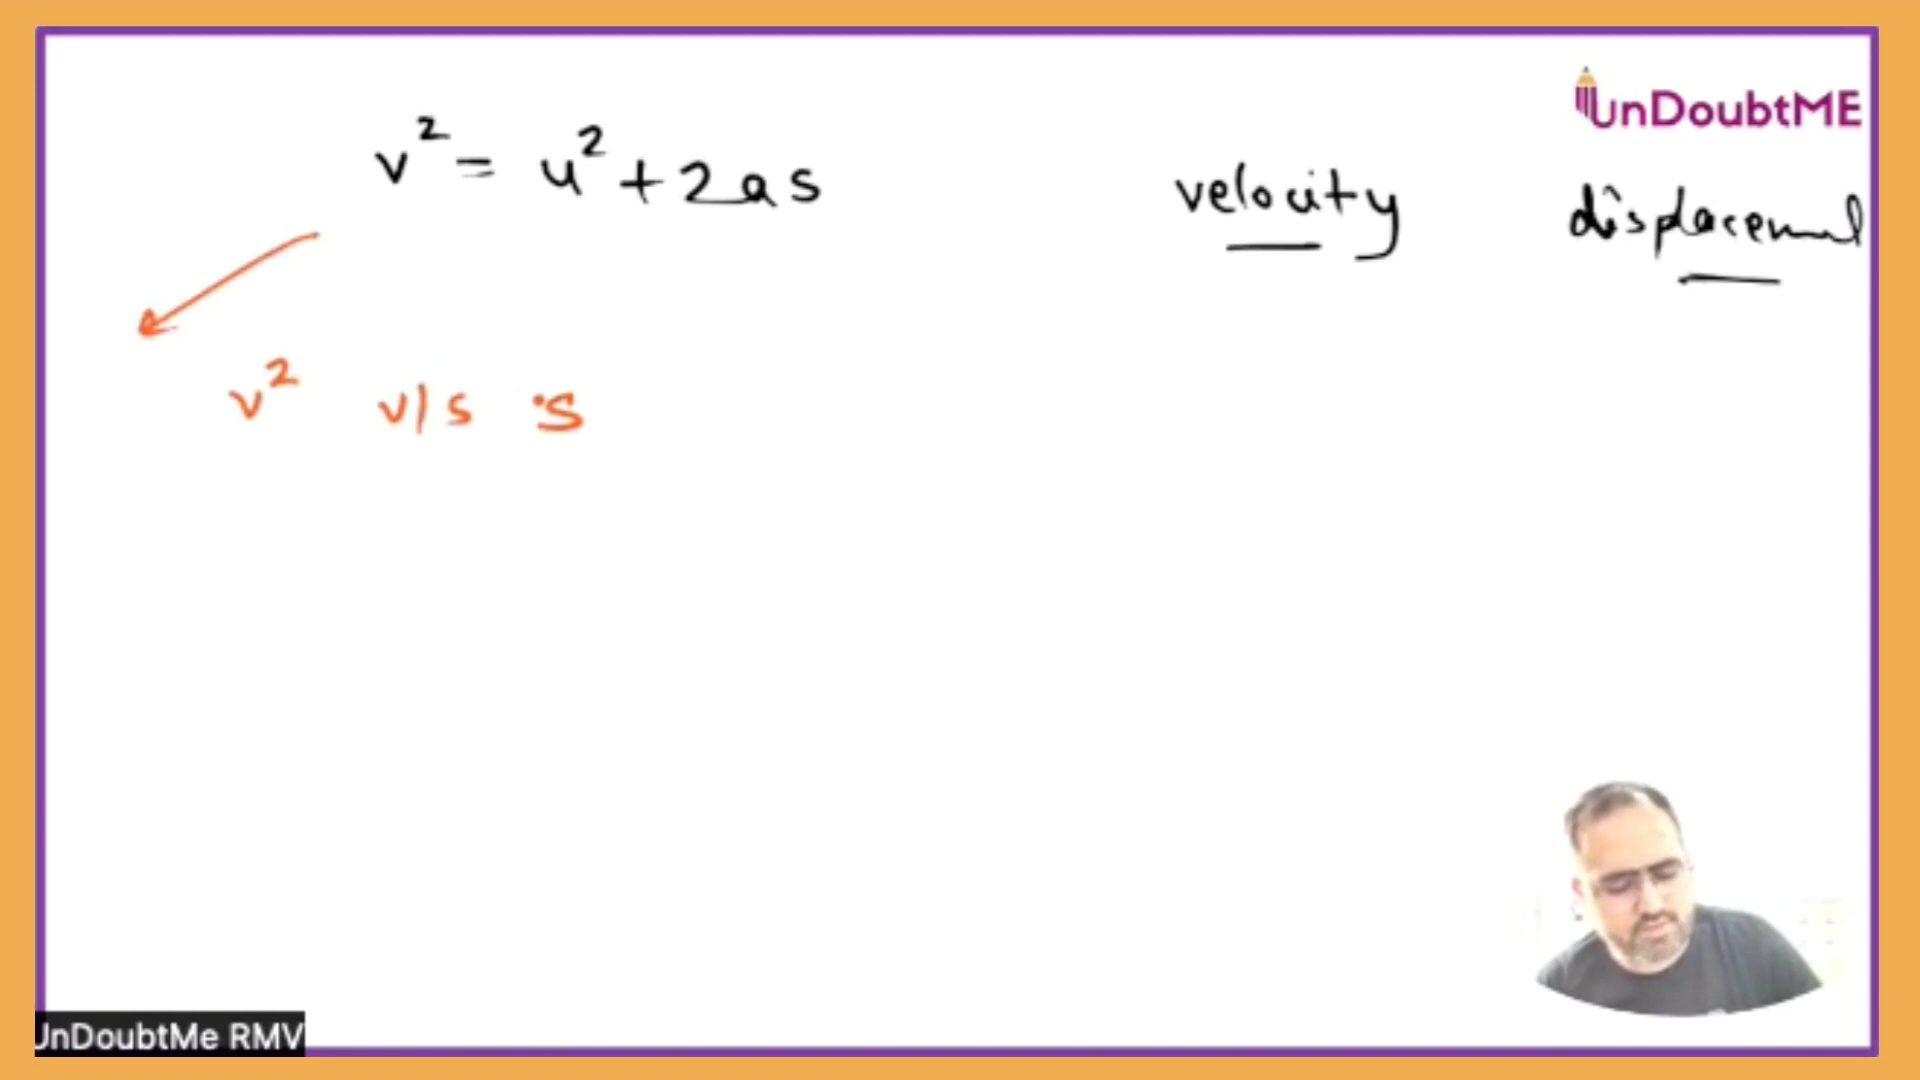 UnDoubtME
v² = u² + 2as
velocity
v² v/s s
UnDoubtMe RMV